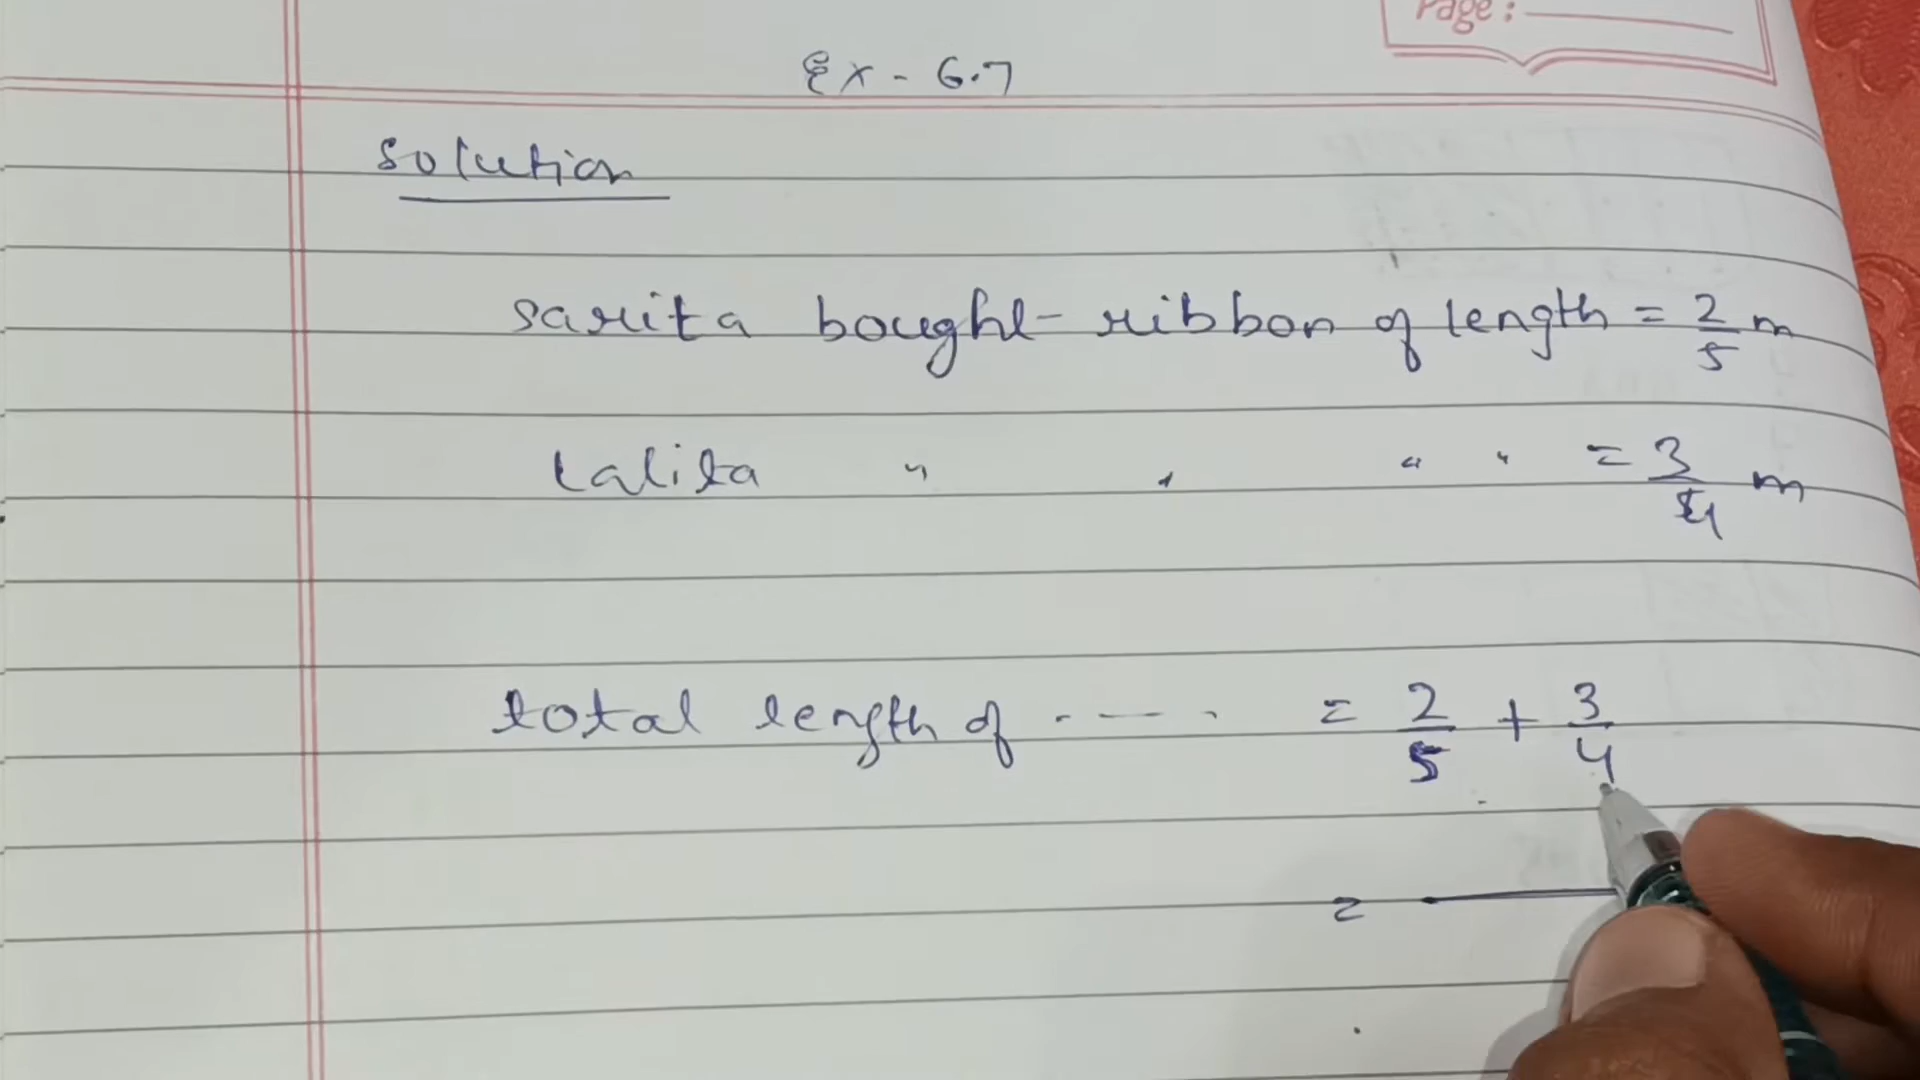 Page :
Ex - 6.7
Solution
sarita bought ribbon of length = 2/5 m
Lalita " " " " = 3/4 m
total length of - - - - = 2/5 + 3/4
=